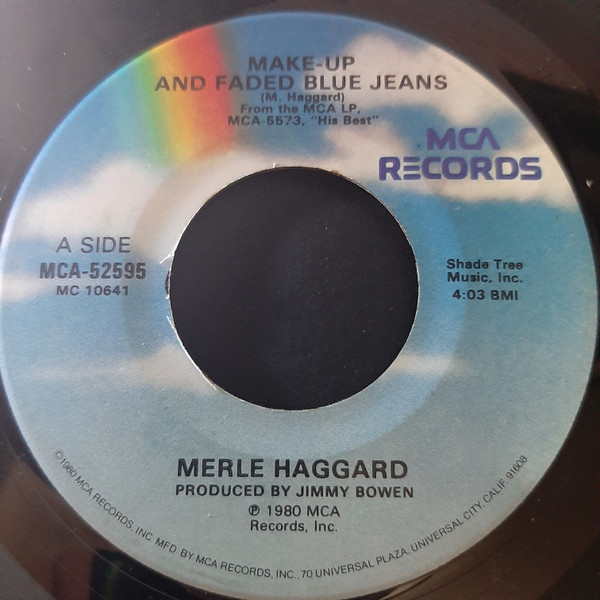 MAKE-UP
AND FADED BLUE JEANS
(M. Haggard)
From the MCA LP,
MCA-5573, "His Best"
MCA
RECORDS
A SIDE
MCA-52595
MC 10641
Shade Tree
Music, Inc.
4:03 BMI
MERLE HAGGARD
PRODUCED BY JIMMY BOWEN
℗ 1980 MCA
Records, Inc.
©1980 MCA RECORDS, INC. MFD. BY MCA RECORDS, INC., 70 UNIVERSAL PLAZA, UNIVERSAL CITY, CALIF. 91608